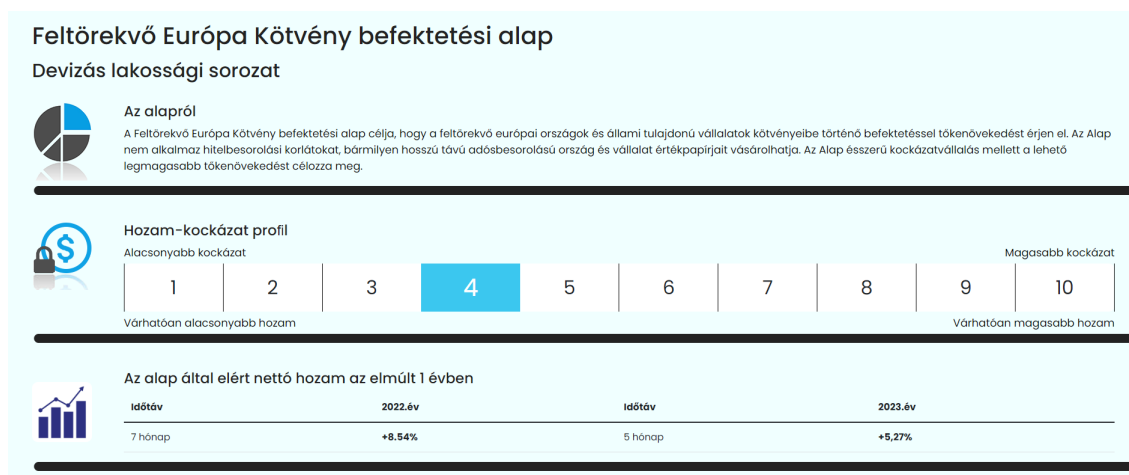 Feltörekvő Európa Kötvény befektetési alap
Devizás lakossági sorozat
Az alapról
A Feltörekvő Európa Kötvény befektetési alap célja, hogy a feltörekvő európai országok és állami tulajdonú vállalatok kötvényeibe történő befektetéssel tőkenövekedést érjen el. Az Alap
nem alkalmaz hitelbesorolási korlátokat, bármilyen hosszú távú adósbesorolású ország és vállalat értékpapírjait vásárolhatja. Az Alap ésszerű kockázatvállalás mellett a lehető
legmagasabb tőkenövekedést célozza meg.
$
Hozam-kockázat profil
Alacsonyabb kockázat Magasabb kockázat
1 2 3 4 5 6 7 8 9 10
Várhatóan alacsonyabb hozam Várhatóan magasabb hozam
Az alap által elért nettó hozam az elmúlt 1 évben
Időtáv 2022.év Időtáv 2023.év
7 hónap +8.54% 5 hónap +5,27%